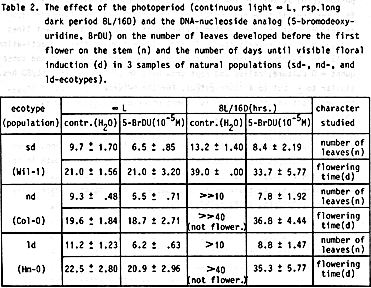 Table 2. The effect of the photoperiod (continuous light ∞ L, rsp.long
dark period 8L/16D) and the DNA-nucleoside analog (5-bromodeoxy-
uridine, BrDU) on the number of leaves developed before the
first flower on the stem (n) and the number of days until visible floral
induction (d) in 3 samples of natural populations (sd-, nd-, and
ld-ecotypes).
ecotype ∞ L 8L/16D(hrs.) character
(population) contr.(H₂O) 5-BrDU(10⁻⁵M) contr.(H₂O) 5-BrDU(10⁻⁵M) studied
sd 9.7 ± 1.70 6.5 ± .85 13.2 ± 1.40 8.4 ± 2.19 number of leaves(n)
(Wil-1) 21.0 ± 1.56 21.0 ± 3.20 39.0 ± .00 33.7 ± 5.77 flowering time(d)
nd 9.3 ± .48 5.5 ± .71 >>10 7.8 ± 1.92 number of leaves(n)
(Col-0) 19.6 ± 1.84 18.7 ± 2.71 >>40 (not flower.) 36.8 ± 4.44 flowering time(d)
ld 11.2 ± 1.23 6.2 ± .63 >10 8.8 ± 1.47 number of leaves(n)
(Hm-0) 22.5 ± 2.80 20.9 ± 2.96 >40 (not flower.) 35.3 ± 5.77 flowering time(d)